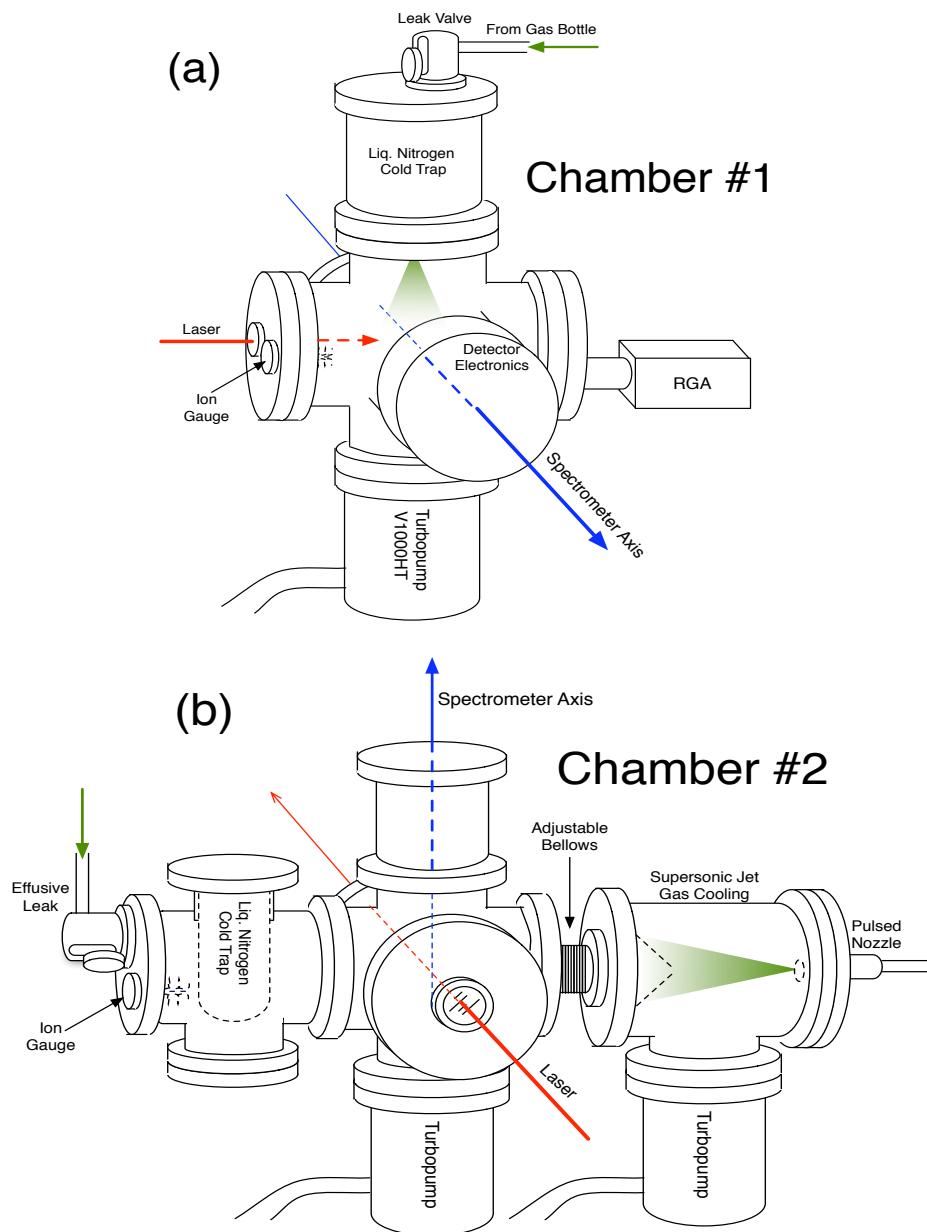 (a)
Leak Valve
From Gas Bottle
Liq. Nitrogen
Cold Trap
Chamber #1
Laser
Ion
Gauge
Detector
Electronics
RGA
Spectrometer Axis
Turbopump
V1000HT
(b)
Spectrometer Axis
Chamber #2
Adjustable
Bellows
Supersonic Jet
Gas Cooling
Pulsed
Nozzle
Effusive
Leak
Liq. Nitrogen
Cold Trap
Ion
Gauge
Laser
Turbopump
Turbopump